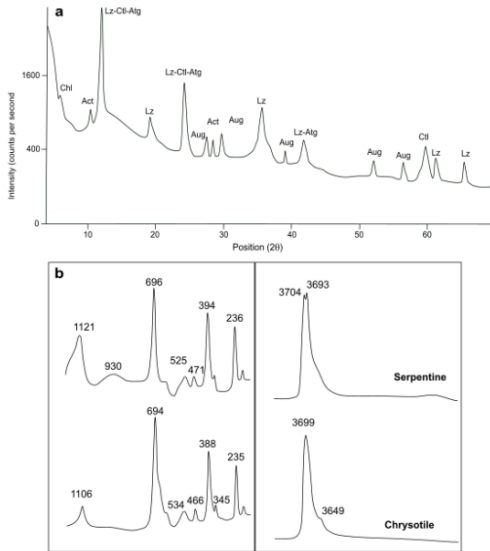 a
Lz-Ctl-Atg
1600
Chl
Act
Lz
Lz-Ctl-Atg
Aug
Act
Aug
Lz
Aug
Lz-Atg
Aug
Aug
Ctl
Lz
Lz
400
0
Intensity (counts per second)
10 20 30 40 50 60
Position (2θ)
b
1121
930
696
525
471
394
236
3704
3693
Serpentine
1106
694
534
466
388
345
235
3699
3649
Chrysotile